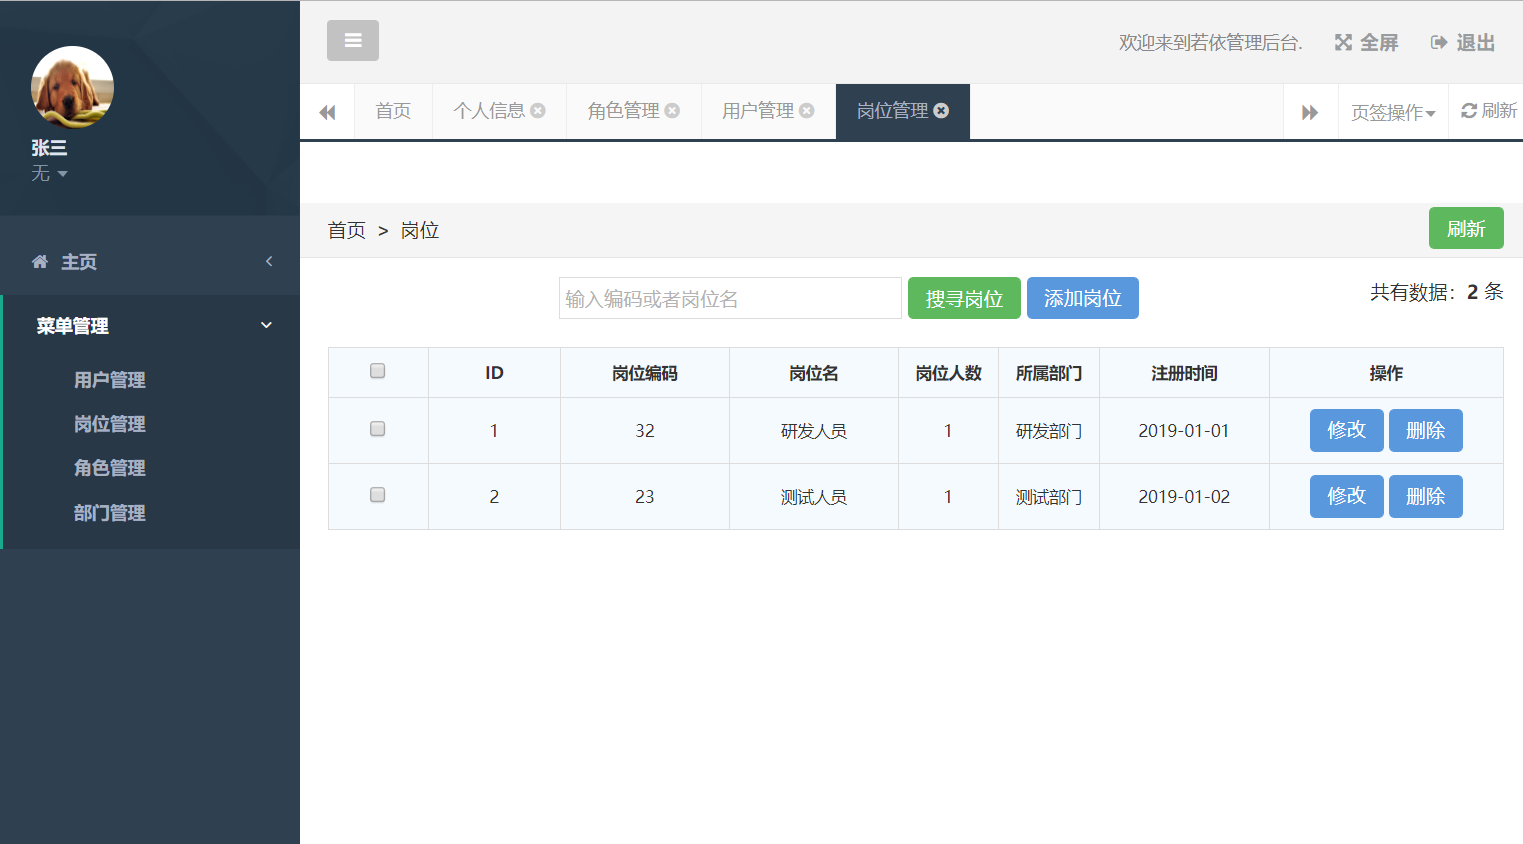 欢迎来到若依管理后台. 全屏 退出
首页 个人信息 角色管理 用户管理 岗位管理 页签操作 刷新
张三
无
主页
菜单管理
用户管理
岗位管理
角色管理
部门管理
首页 > 岗位 刷新
输入编码或者岗位名 搜寻岗位 添加岗位 共有数据：2 条
ID 岗位编码 岗位名 岗位人数 所属部门 注册时间 操作
1 32 研发人员 1 研发部门 2019-01-01 修改 删除
2 23 测试人员 1 测试部门 2019-01-02 修改 删除